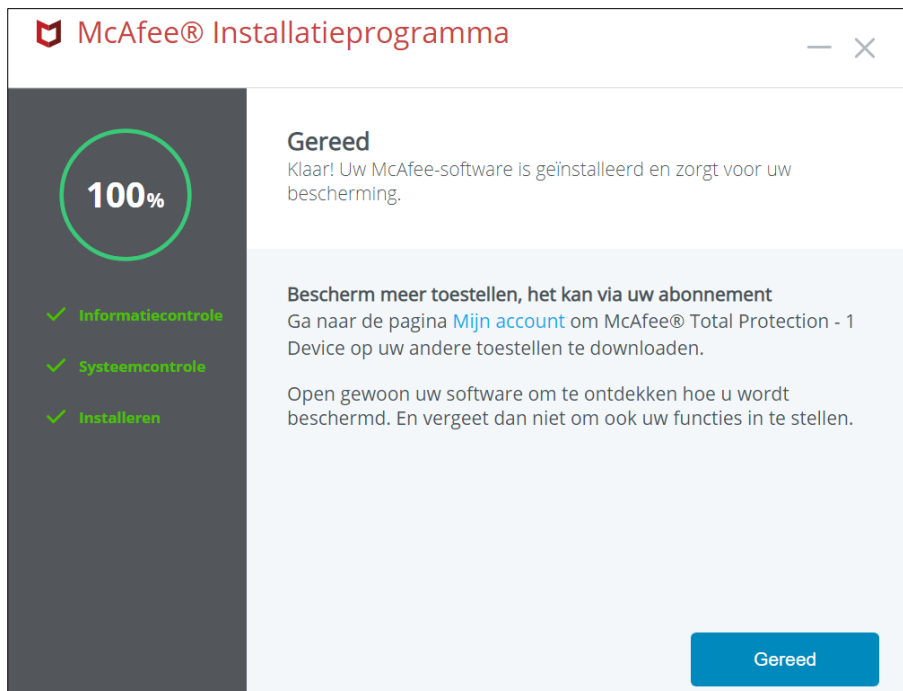 McAfee® Installatieprogramma
100%
Informatiecontrole
Systeemcontrole
Installeren
Gereed
Klaar! Uw McAfee-software is geïnstalleerd en zorgt voor uw
bescherming.
Bescherm meer toestellen, het kan via uw abonnement
Ga naar de pagina Mijn account om McAfee® Total Protection - 1
Device op uw andere toestellen te downloaden.
Open gewoon uw software om te ontdekken hoe u wordt
beschermd. En vergeet dan niet om ook uw functies in te stellen.
Gereed